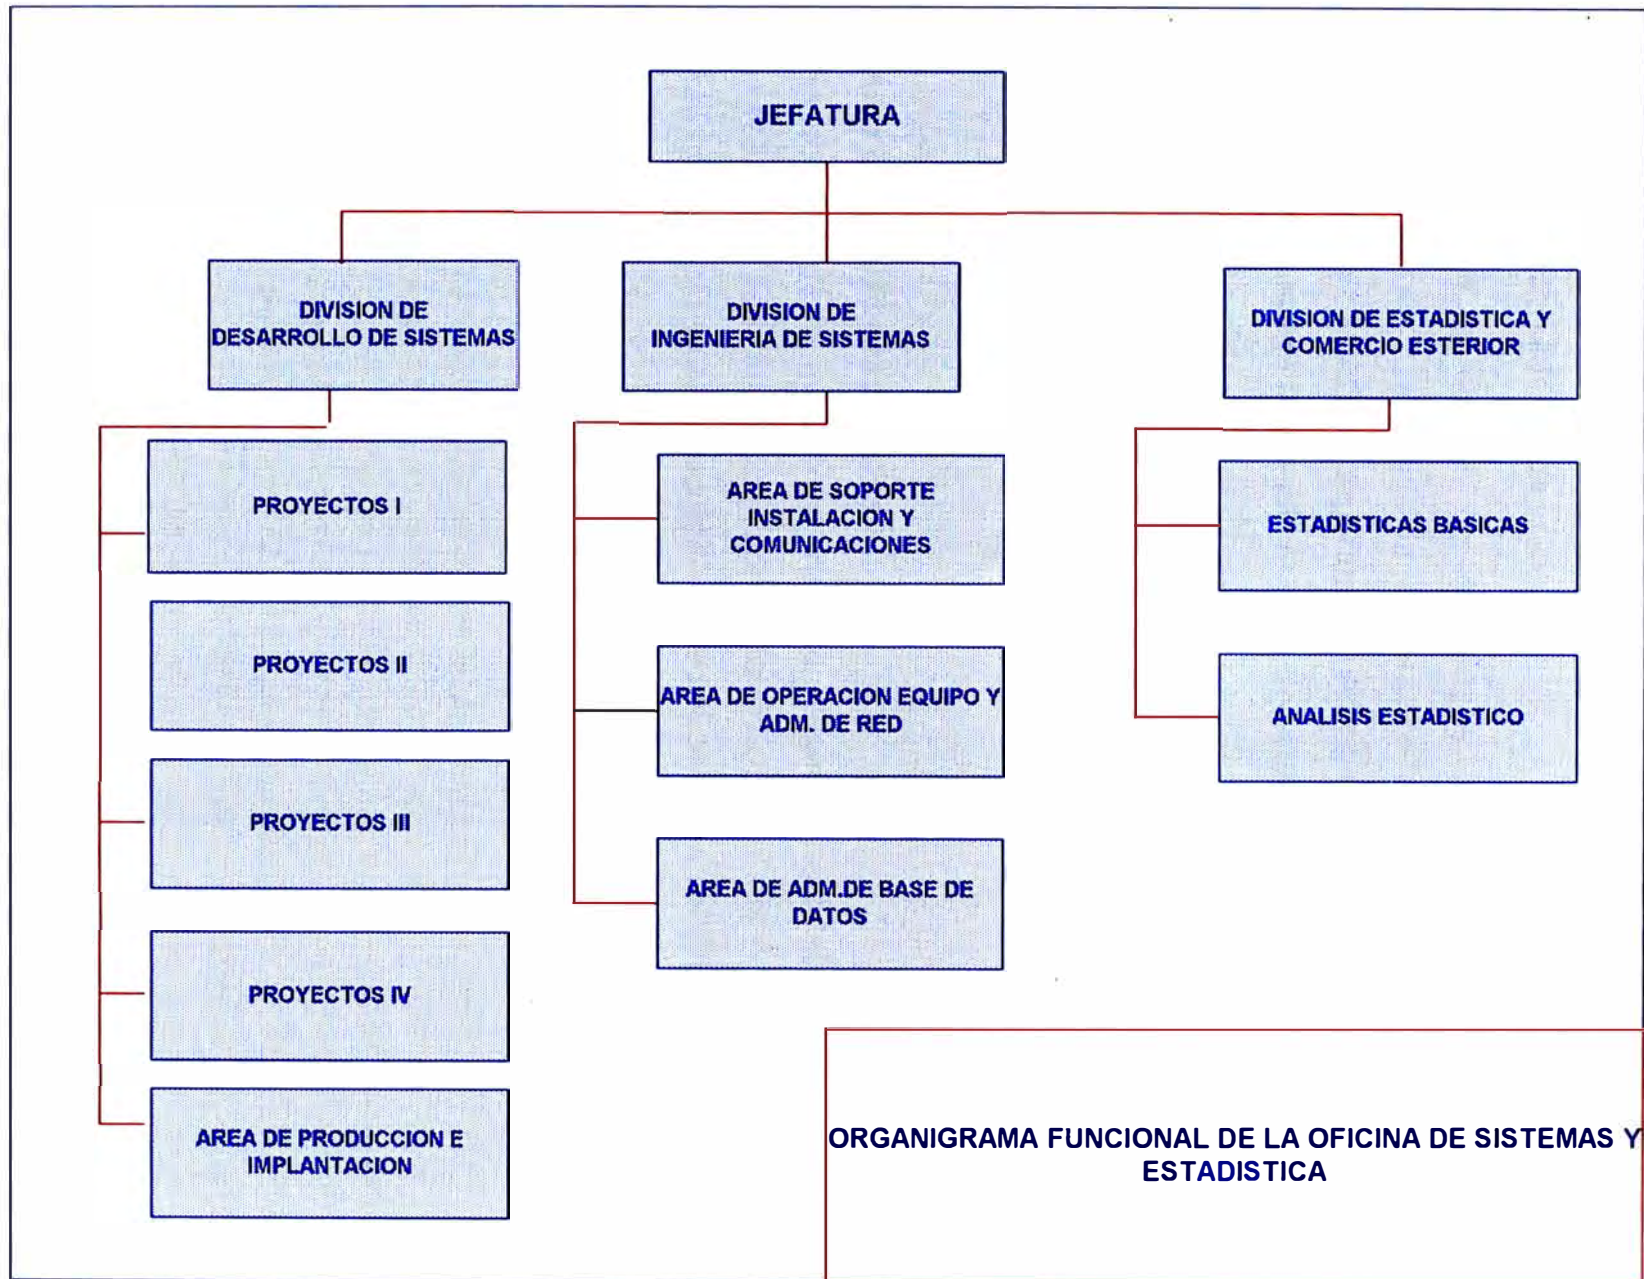 JEFATURA
DIVISION DE
DESARROLLO DE SISTEMAS
DIVISION DE
INGENIERIA DE SISTEMAS
DIVISION DE ESTADISTICA Y
COMERCIO ESTERIOR
PROYECTOS I
PROYECTOS II
PROYECTOS III
PROYECTOS IV
AREA DE PRODUCCION E
IMPLANTACION
AREA DE SOPORTE
INSTALACION Y
COMUNICACIONES
AREA DE OPERACION EQUIPO Y
ADM. DE RED
AREA DE ADM.DE BASE DE
DATOS
ESTADISTICAS BASICAS
ANALISIS ESTADISTICO
ORGANIGRAMA FUNCIONAL DE LA OFICINA DE SISTEMAS Y
ESTADISTICA